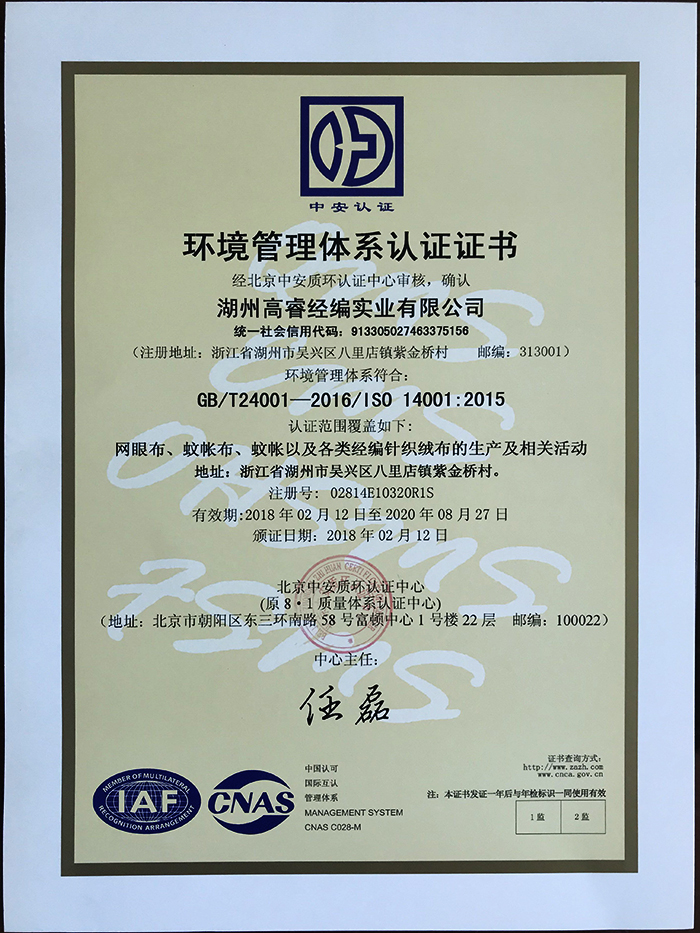 中安认证
环境管理体系认证证书
经北京中安质环认证中心审核，确认
湖州高睿经编实业有限公司
统一社会信用代码：913305027463375156
（注册地址：浙江省湖州市吴兴区八里店镇紫金桥村　　邮编：313001）
环境管理体系符合：
GB/T24001—2016/ISO 14001:2015
认证范围覆盖如下：
网眼布、蚊帐布、蚊帐以及各类经编针织绒布的生产及相关活动
地址：浙江省湖州市吴兴区八里店镇紫金桥村。
注册号: 02814E10320R1S
有效期:2018 年 02 月 12 日至 2020 年 08 月 27 日
颁证日期: 2018 年 02 月 12 日
北京中安质环认证中心
(原 8·1 质量体系认证中心)
（地址：北京市朝阳区东三环南路 58 号富顿中心 1 号楼 22 层　邮编：100022）
中心主任：
任磊
MEMBER OF MULTILATERAL
IAF
RECOGNITION ARRANGEMENT
CNAS
中国认可
国际互认
管理体系
MANAGEMENT SYSTEM
CNAS C028-M
证书查询方式：
http://www.zazh.com
www.cnca.gov.cn
注：本证书发证一年后与年检标识一同使用有效
1 监　2 监